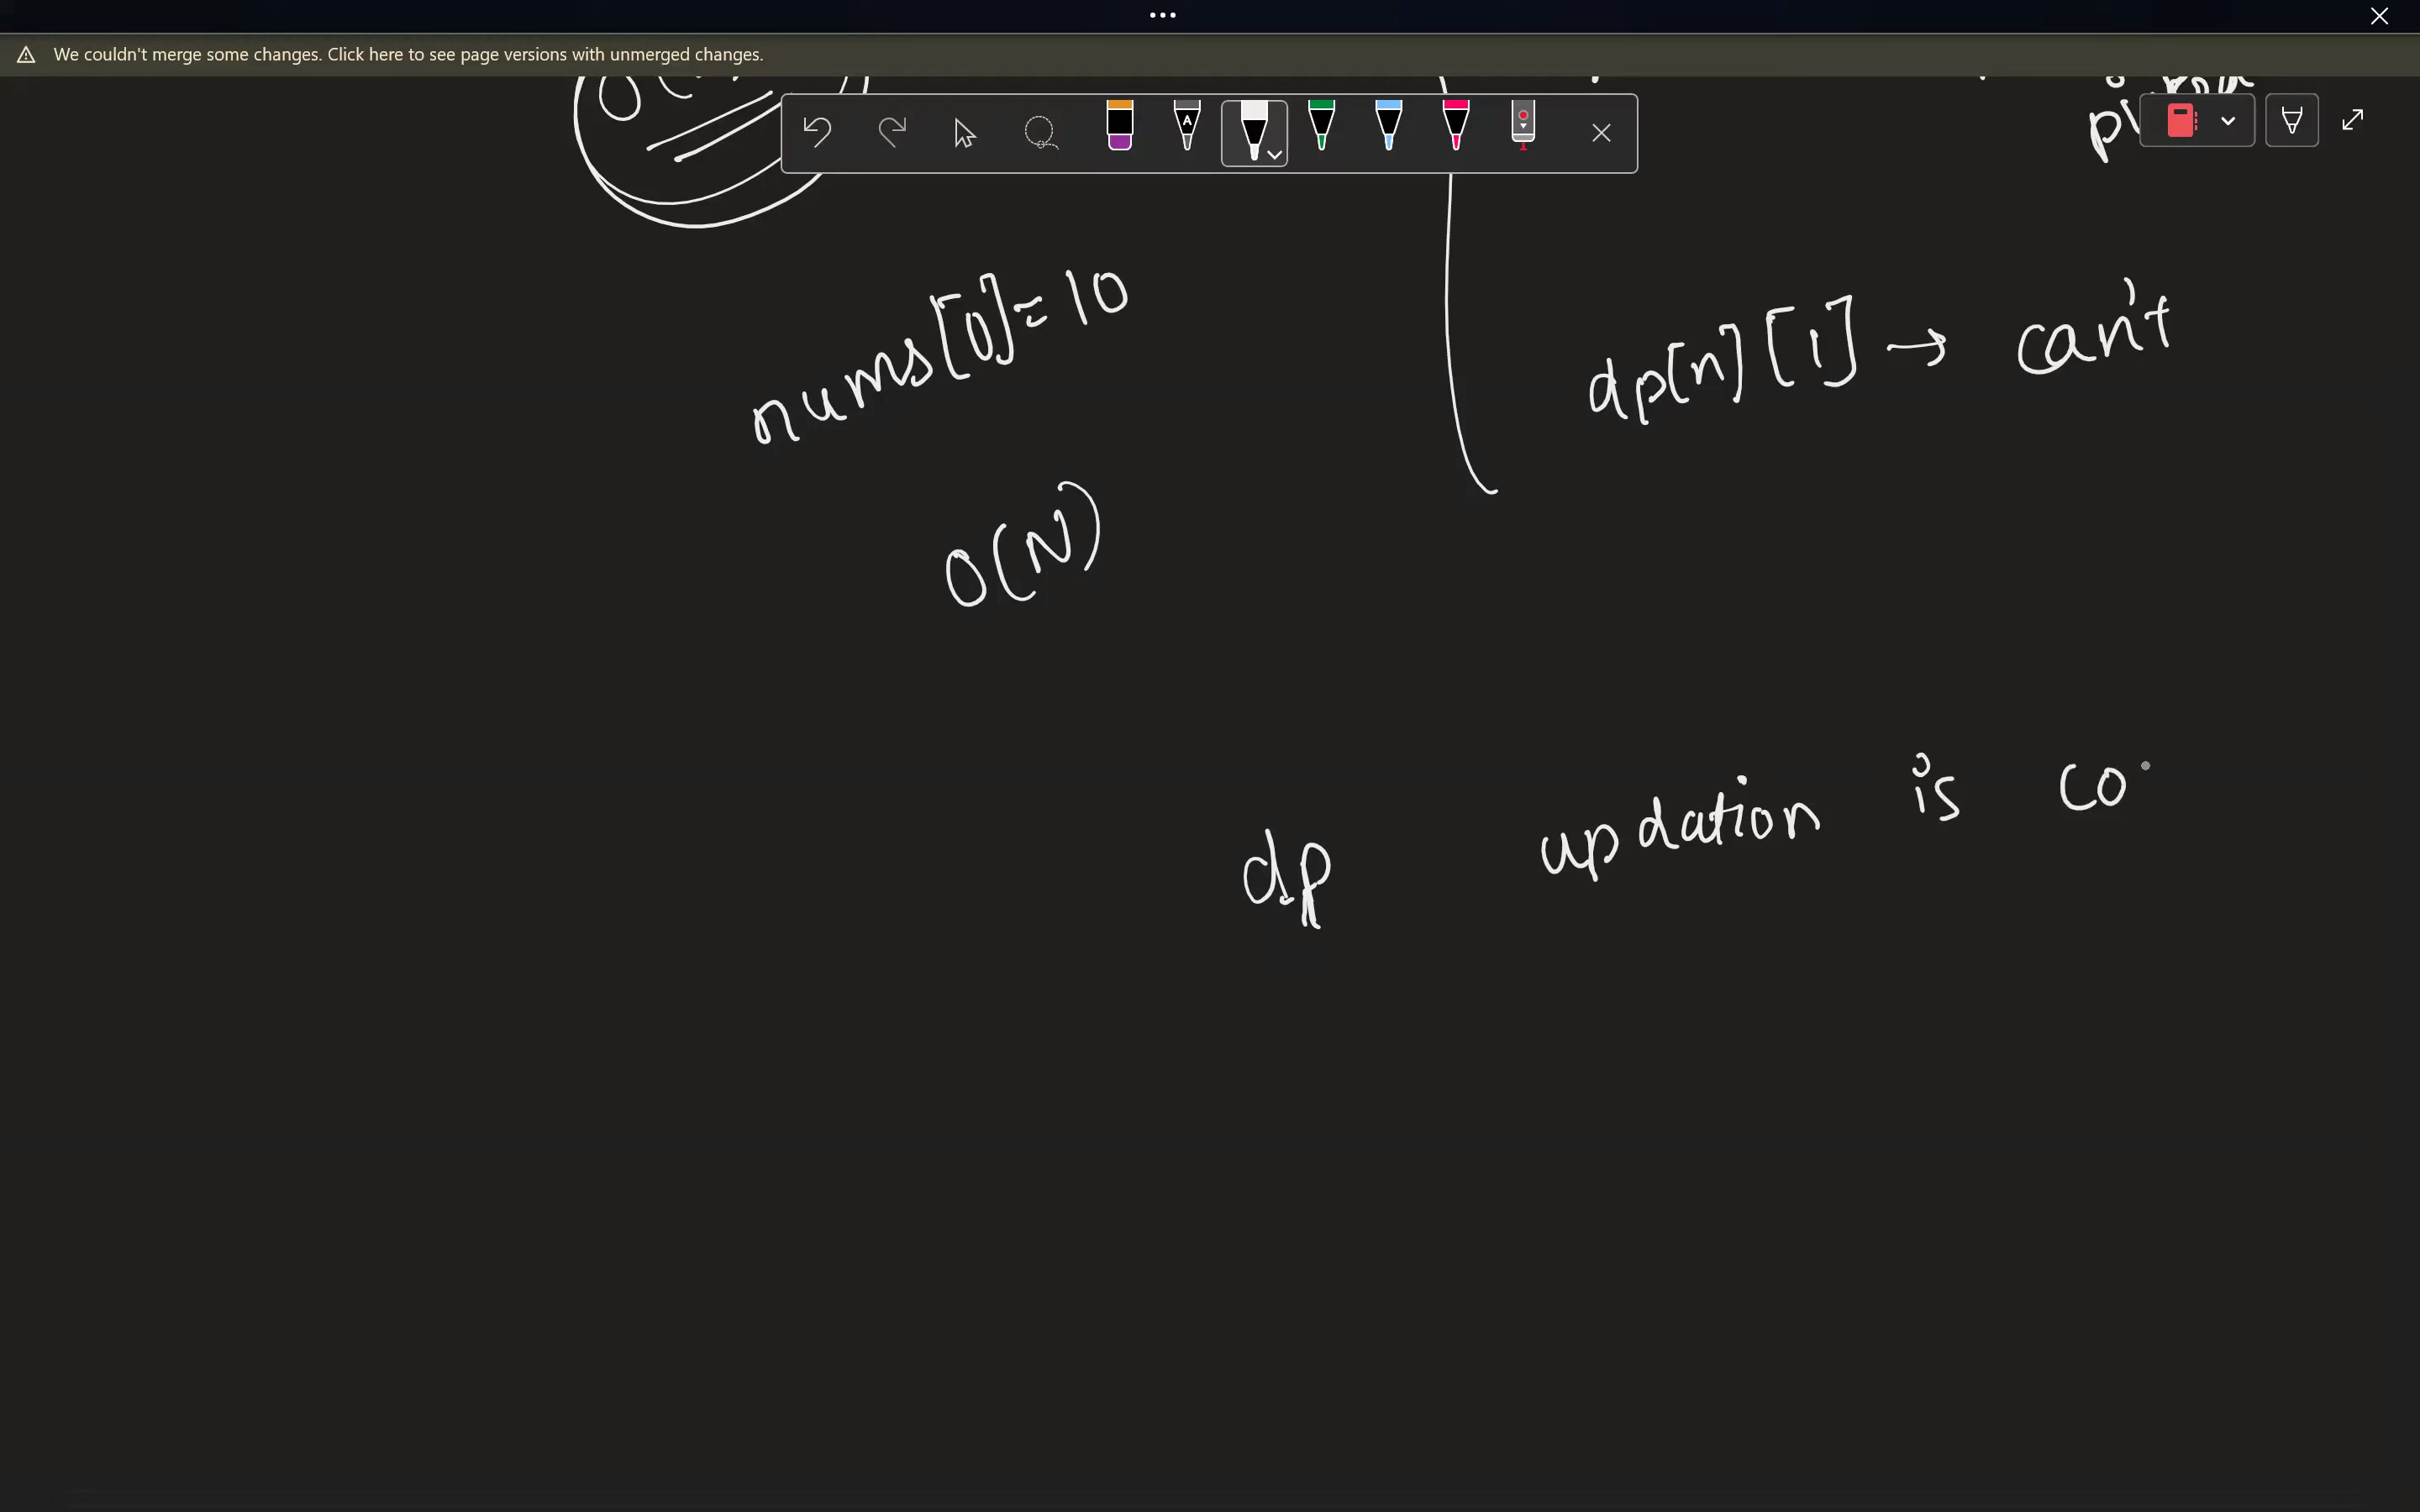 We couldn't merge some changes. Click here to see page versions with unmerged changes.
A
nums[0]=10
dp[n][1] → can't
O(N)
dp updation is co